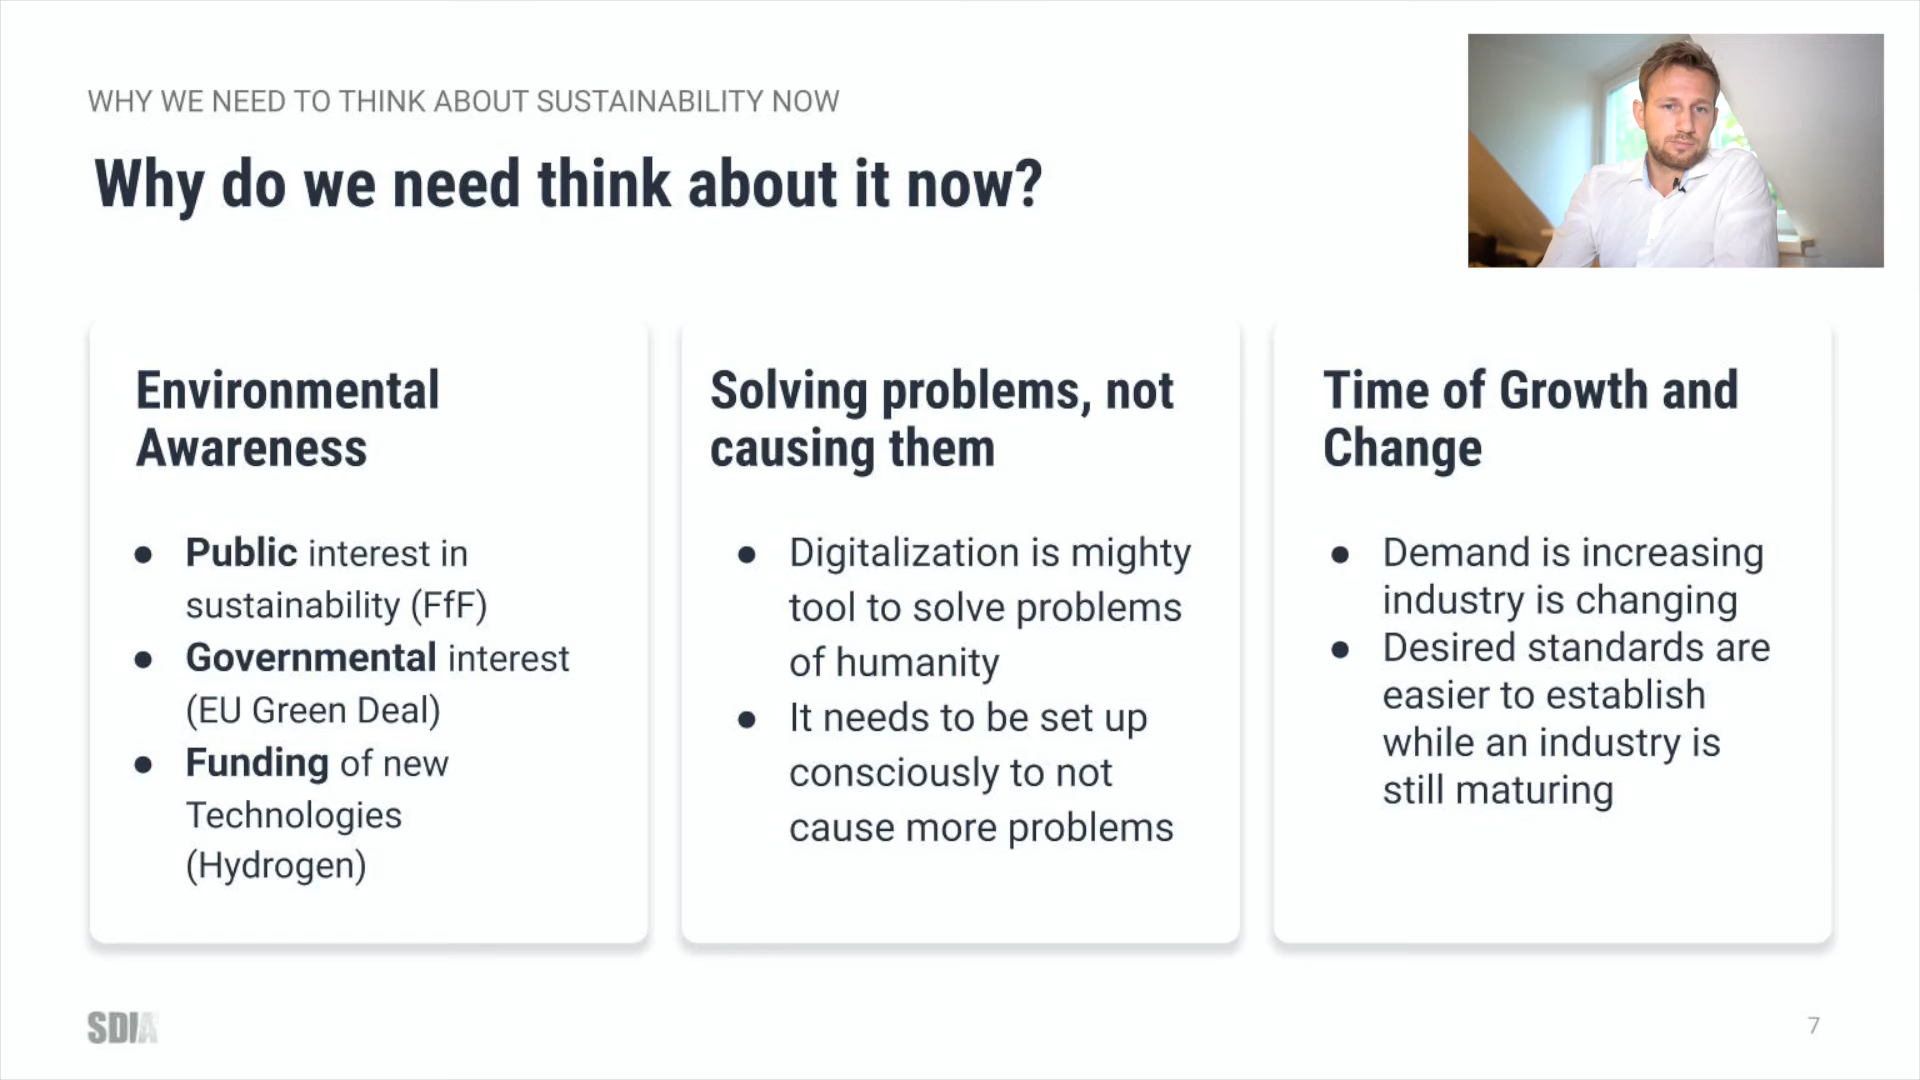 WHY WE NEED TO THINK ABOUT SUSTAINABILITY NOW
Why do we need think about it now?
Environmental
Awareness
● Public interest in
sustainability (FfF)
● Governmental interest
(EU Green Deal)
● Funding of new
Technologies
(Hydrogen)
Solving problems, not
causing them
● Digitalization is mighty
tool to solve problems
of humanity
● It needs to be set up
consciously to not
cause more problems
Time of Growth and
Change
● Demand is increasing
industry is changing
● Desired standards are
easier to establish
while an industry is
still maturing
SDIA
7